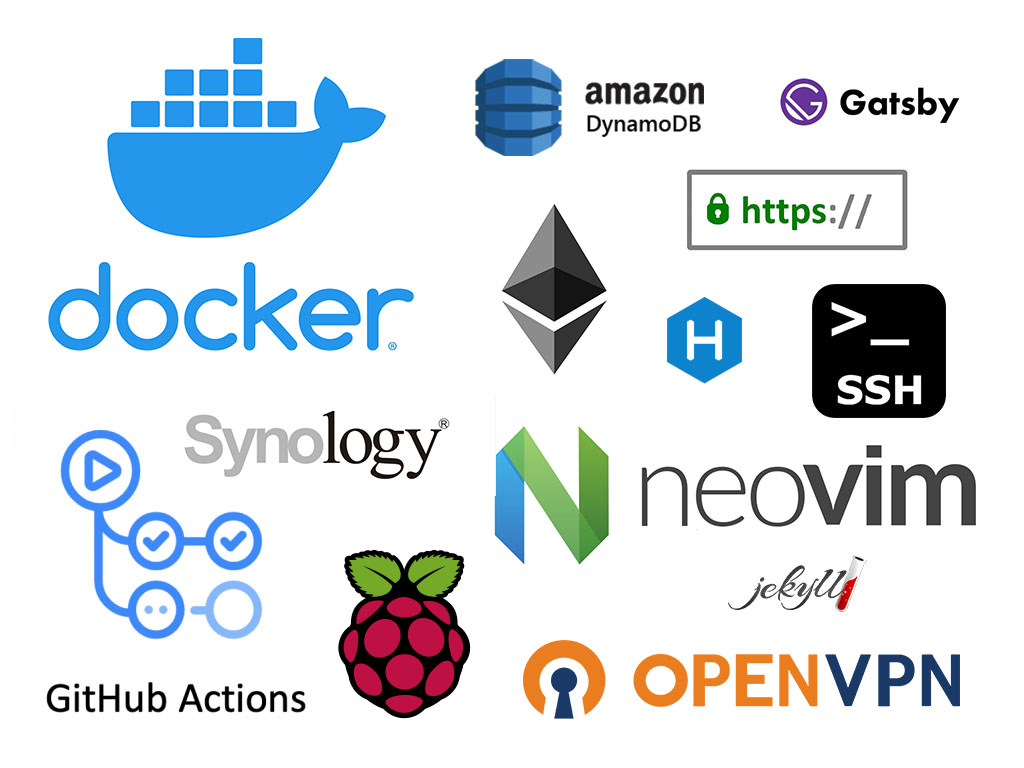 docker®
amazon
DynamoDB
Gatsby
https://
H
>_
SSH
Synology®
neovim
jekyll
GitHub Actions
OPENVPN